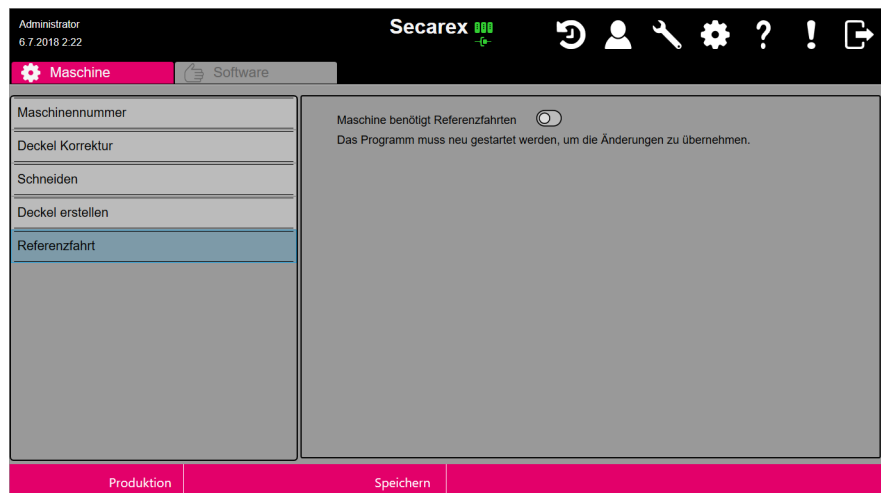 Administrator
6.7.2018 2:22
Secarex
Maschine
Software
Maschinennummer
Deckel Korrektur
Schneiden
Deckel erstellen
Referenzfahrt
Maschine benötigt Referenzfahrten
Das Programm muss neu gestartet werden, um die Änderungen zu übernehmen.
Produktion
Speichern